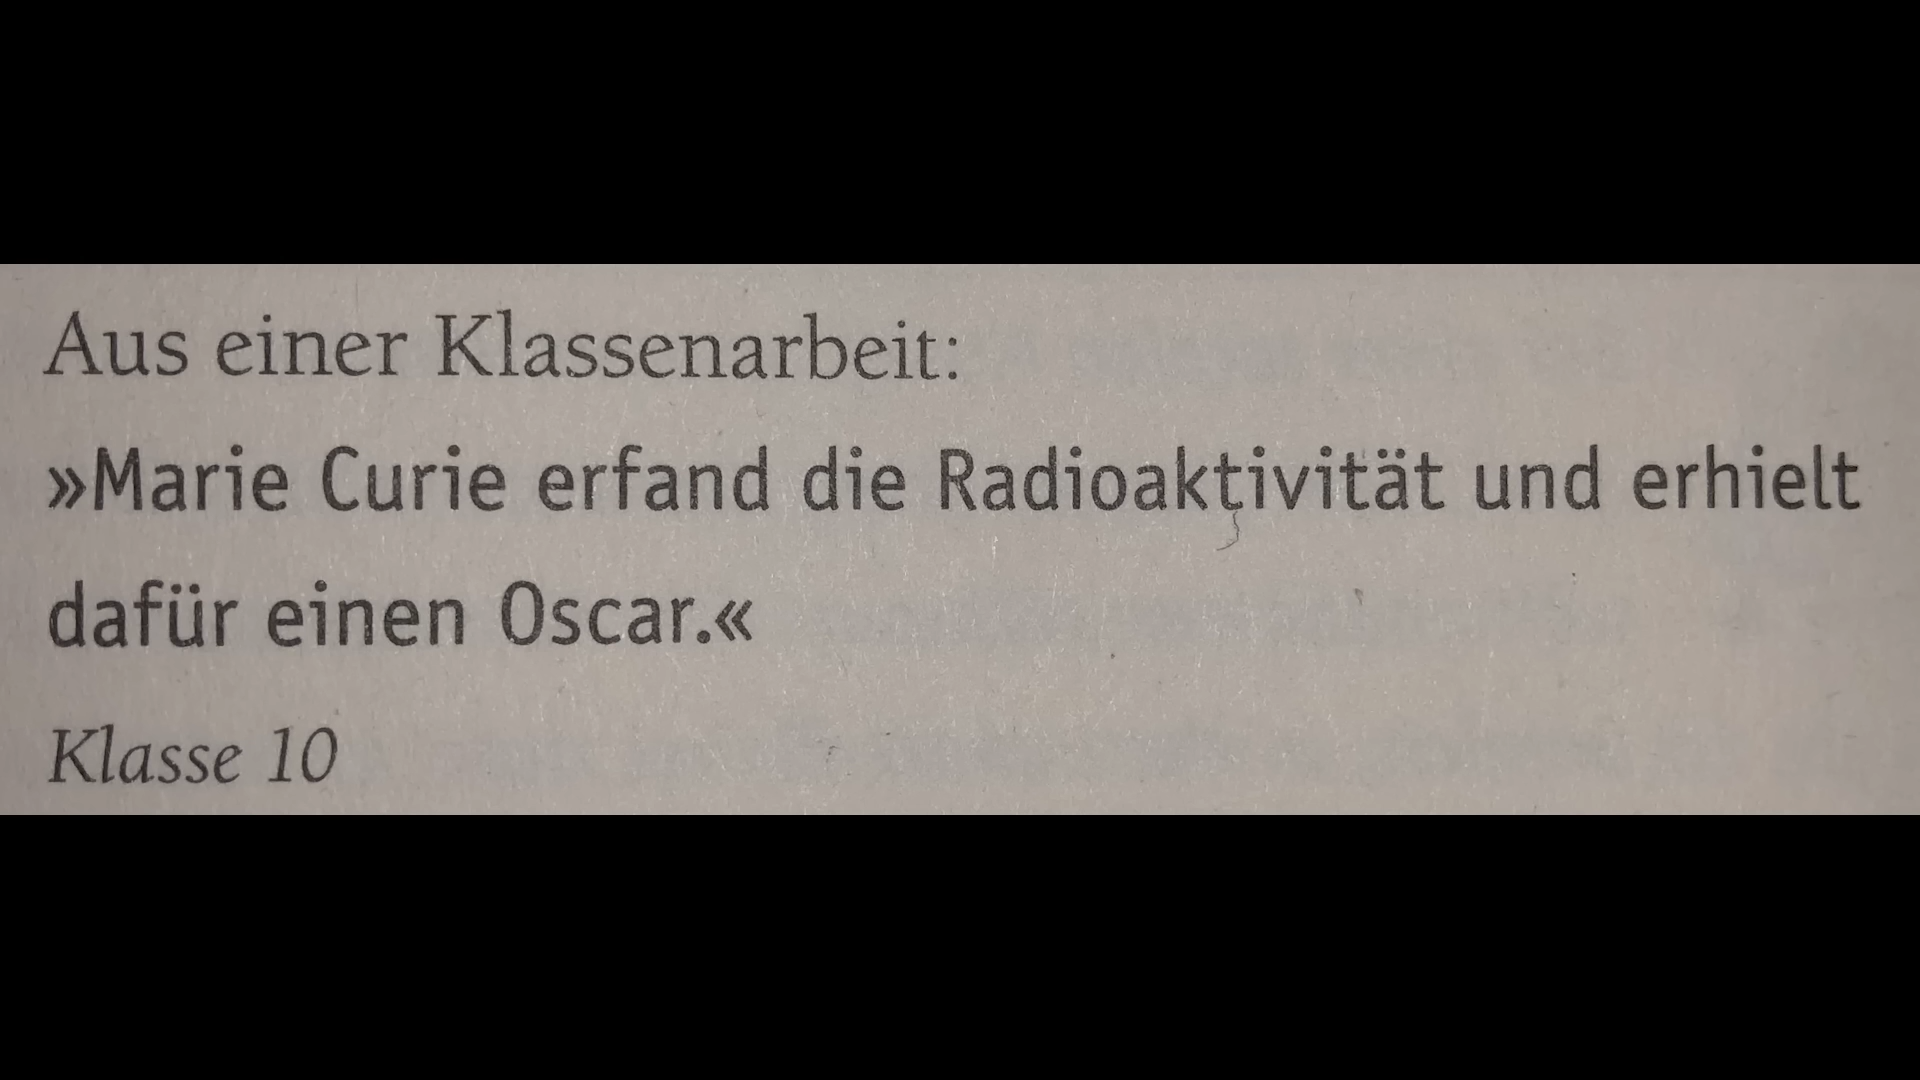 Aus einer Klassenarbeit:
»Marie Curie erfand die Radioaktivität und erhielt
dafür einen Oscar.«
Klasse 10